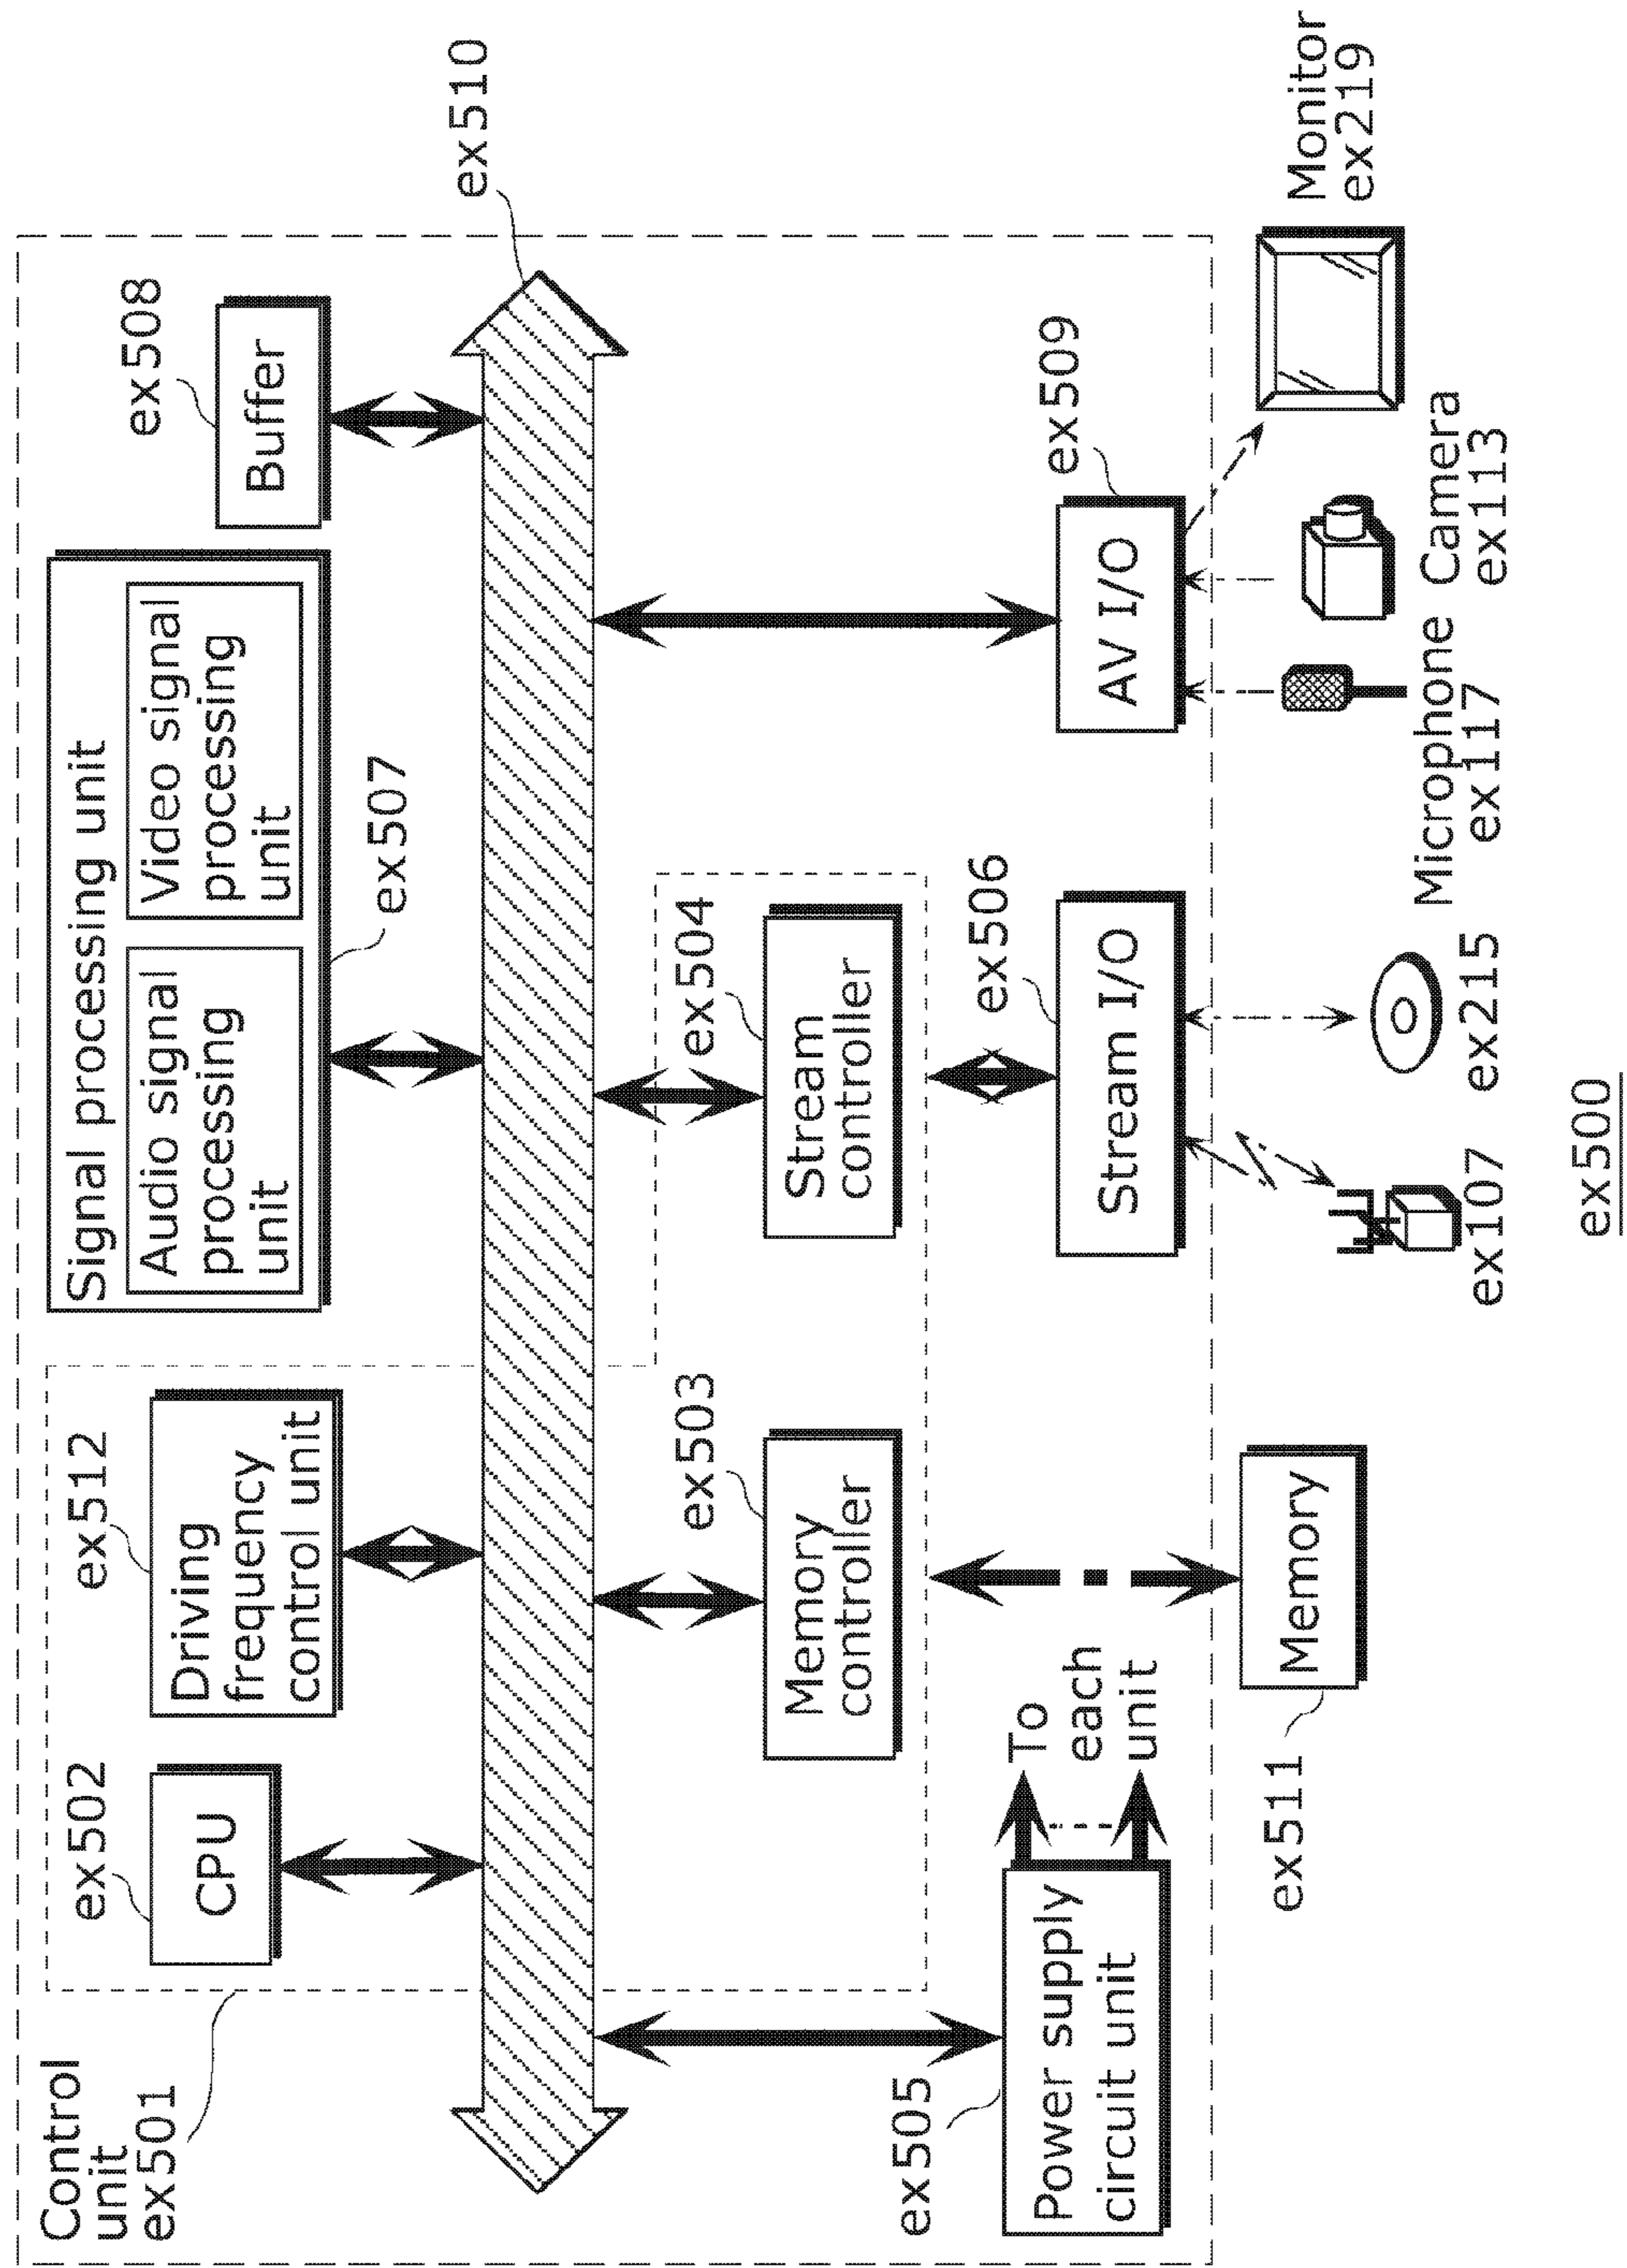 Control
unit
ex501
ex502
CPU
ex512
Driving
frequency
control unit
Signal processing unit
Audio signal
processing
unit
Video signal
processing
unit
ex507
ex508
Buffer
ex510
ex503
Memory
controller
ex504
Stream
controller
ex505
Power supply
circuit unit
To
each
unit
ex506
Stream I/O
ex509
AV I/O
ex511
Memory
ex107
ex215
Microphone
ex117
Camera
ex113
Monitor
ex219
ex500